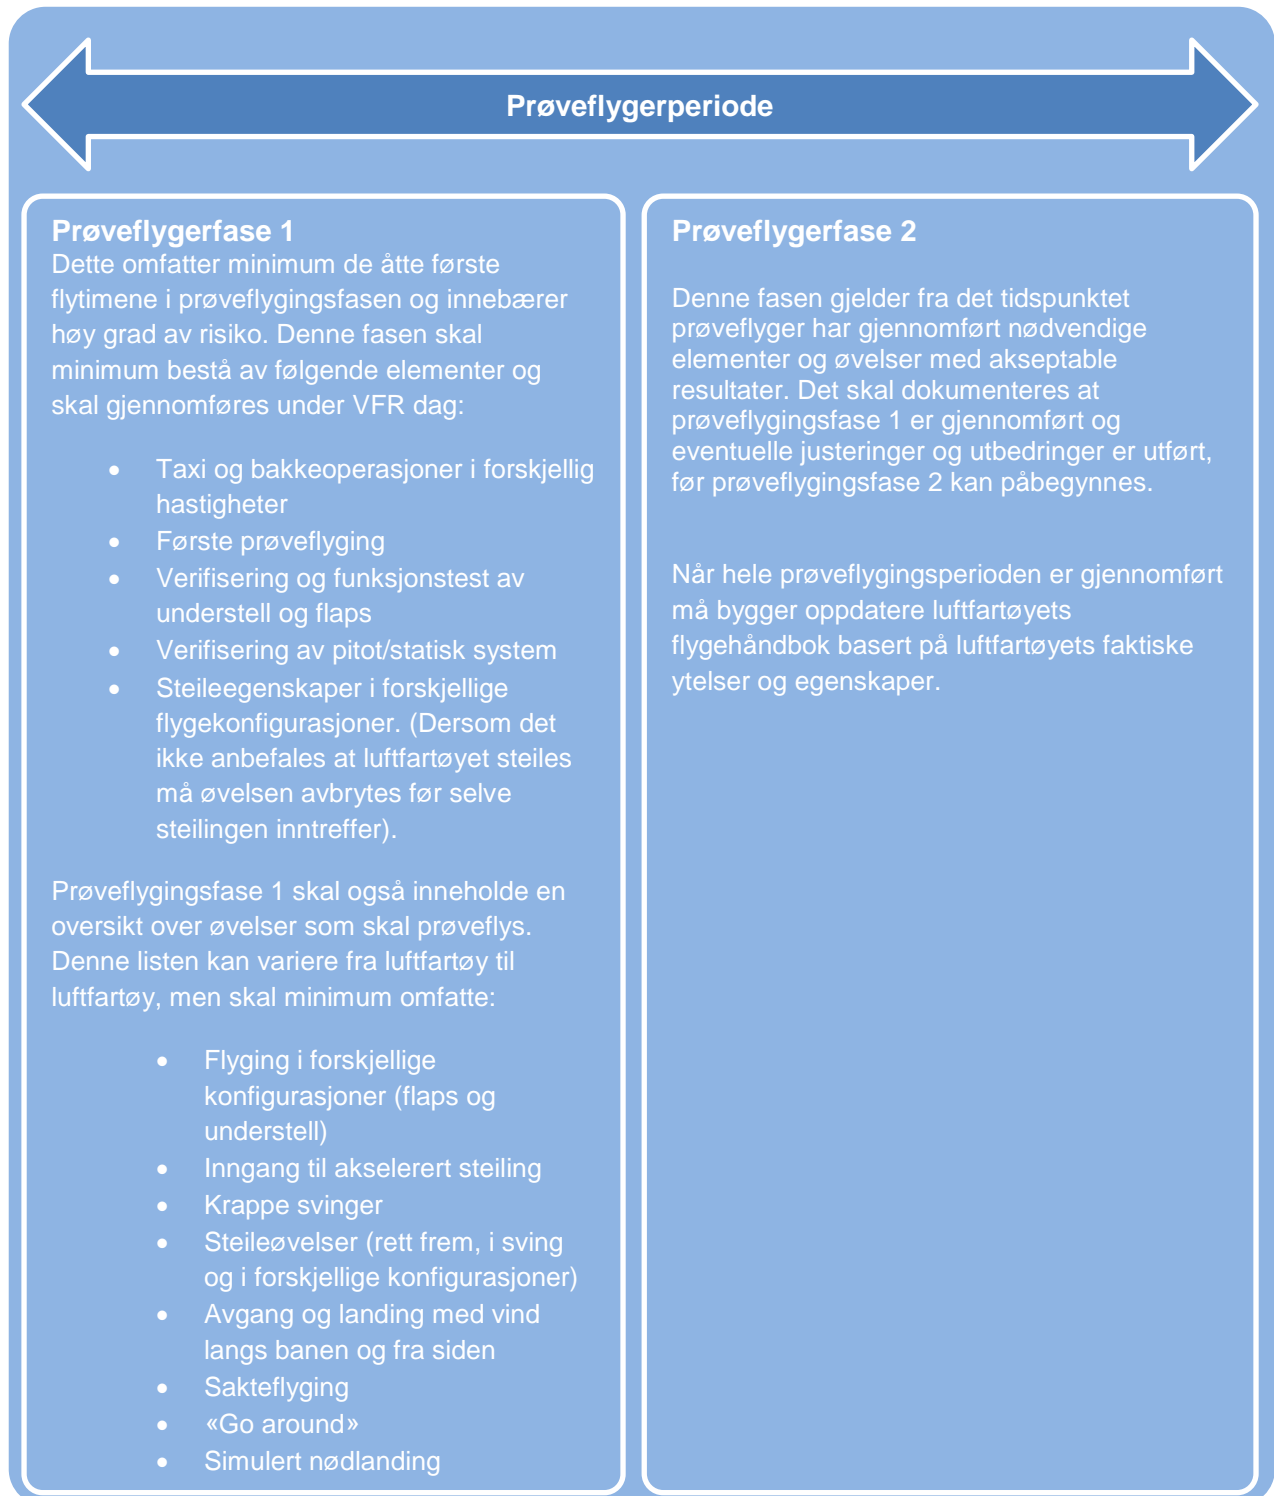 Prøveflygerperiode
Prøveflygerfase 1
Dette omfatter minimum de åtte første
flytimene i prøveflygingsfasen og innebærer
høy grad av risiko. Denne fasen skal
minimum bestå av følgende elementer og
skal gjennomføres under VFR dag:
• Taxi og bakkeoperasjoner i forskjellig
hastigheter
• Første prøveflyging
• Verifisering og funksjonstest av
understell og flaps
• Verifisering av pitot/statisk system
• Steileegenskaper i forskjellige
flygekonfigurasjoner. (Dersom det
ikke anbefales at luftfartøyet steiles
må øvelsen avbrytes før selve
steilingen inntreffer).
Prøveflygingsfase 1 skal også inneholde en
oversikt over øvelser som skal prøveflys.
Denne listen kan variere fra luftfartøy til
luftfartøy, men skal minimum omfatte:
• Flyging i forskjellige
konfigurasjoner (flaps og
understell)
• Inngang til akselerert steiling
• Krappe svinger
• Steileøvelser (rett frem, i sving
og i forskjellige konfigurasjoner)
• Avgang og landing med vind
langs banen og fra siden
• Sakteflyging
• «Go around»
• Simulert nødlanding
Prøveflygerfase 2
Denne fasen gjelder fra det tidspunktet
prøveflyger har gjennomført nødvendige
elementer og øvelser med akseptable
resultater. Det skal dokumenteres at
prøveflygingsfase 1 er gjennomført og
eventuelle justeringer og utbedringer er utført,
før prøveflygingsfase 2 kan påbegynnes.
Når hele prøveflygingsperioden er gjennomført
må bygger oppdatere luftfartøyets
flygehåndbok basert på luftfartøyets faktiske
ytelser og egenskaper.